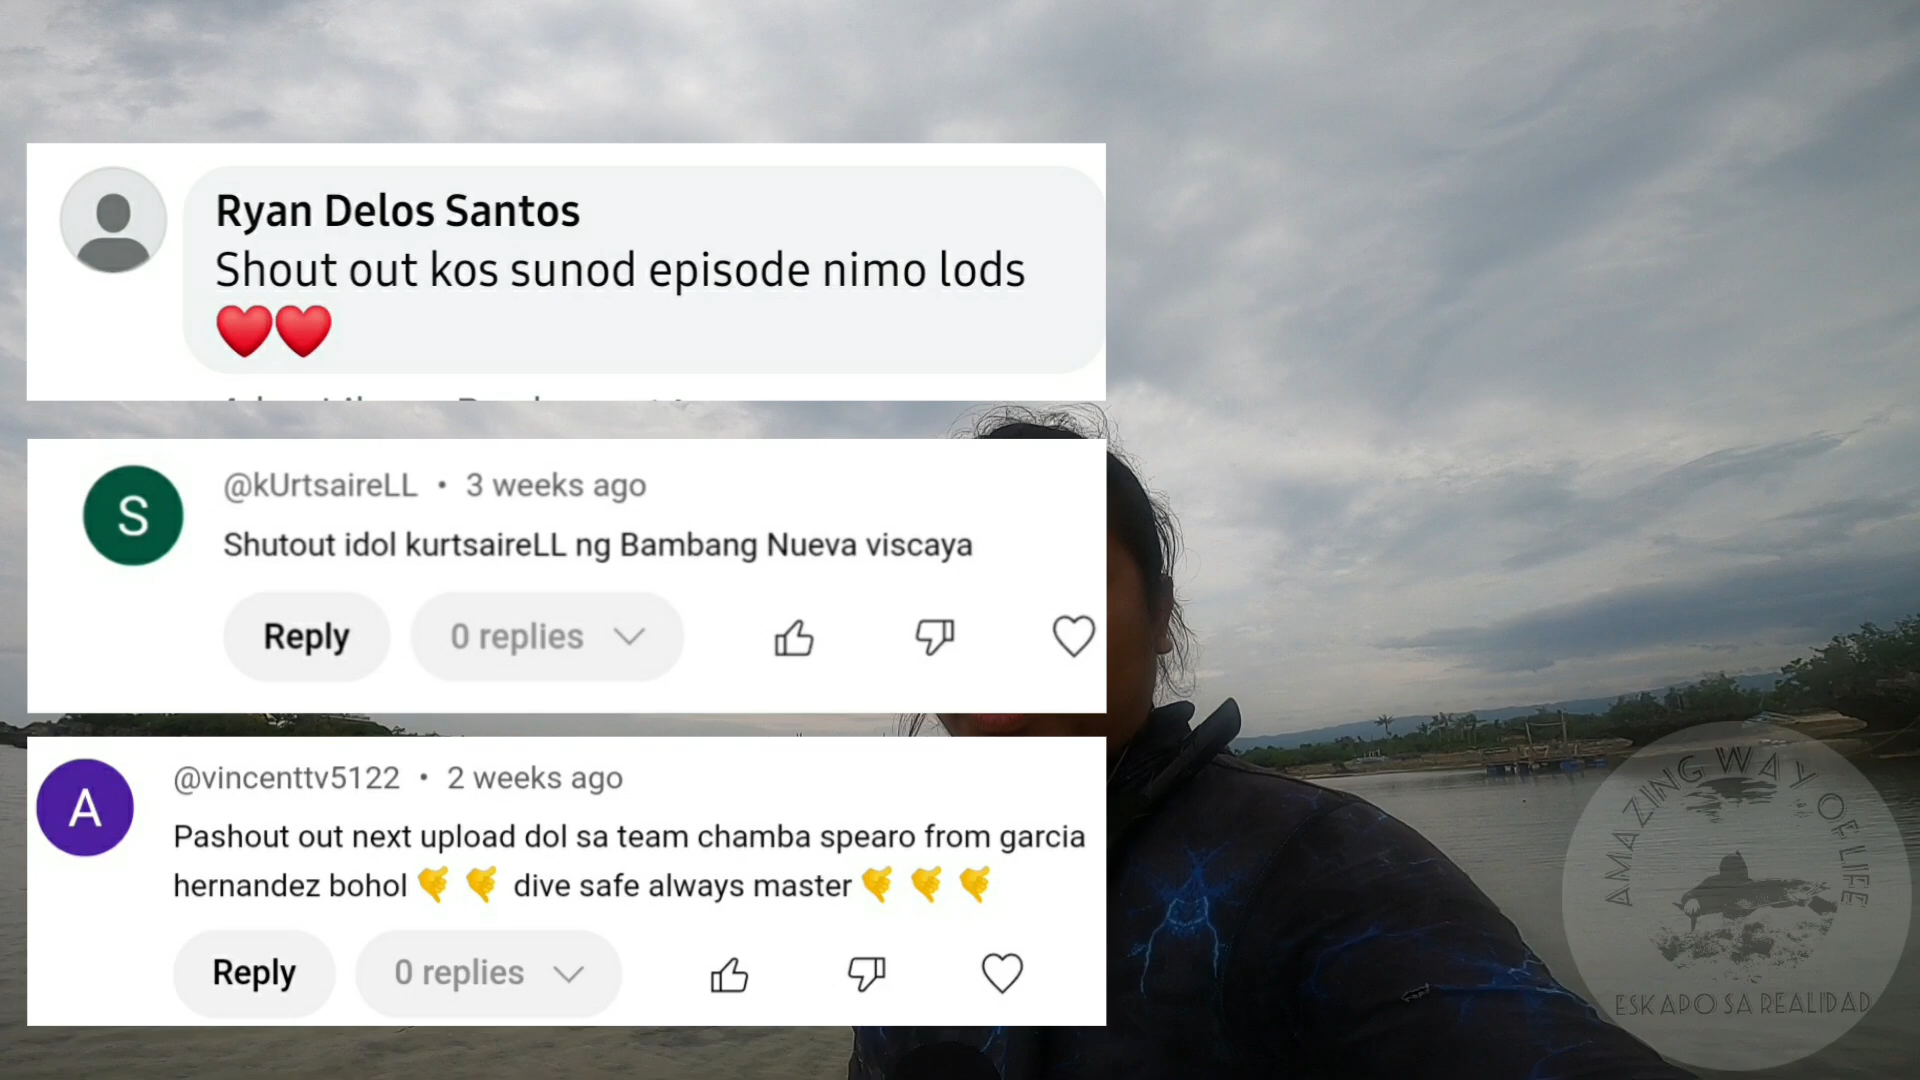 Ryan Delos Santos
Shout out kos sunod episode nimo lods
❤️❤️
S
@kUrtsaireLL • 3 weeks ago
Shutout idol kurtsaireLL ng Bambang Nueva viscaya
Reply
0 replies
A
@vincenttv5122 • 2 weeks ago
Pashout out next upload dol sa team chamba spearo from garcia
hernandez bohol 🤙🤙 dive safe always master 🤙🤙🤙
Reply
0 replies
AMAZING WAY OF LIFE
ESKAPO SA REALIDAD